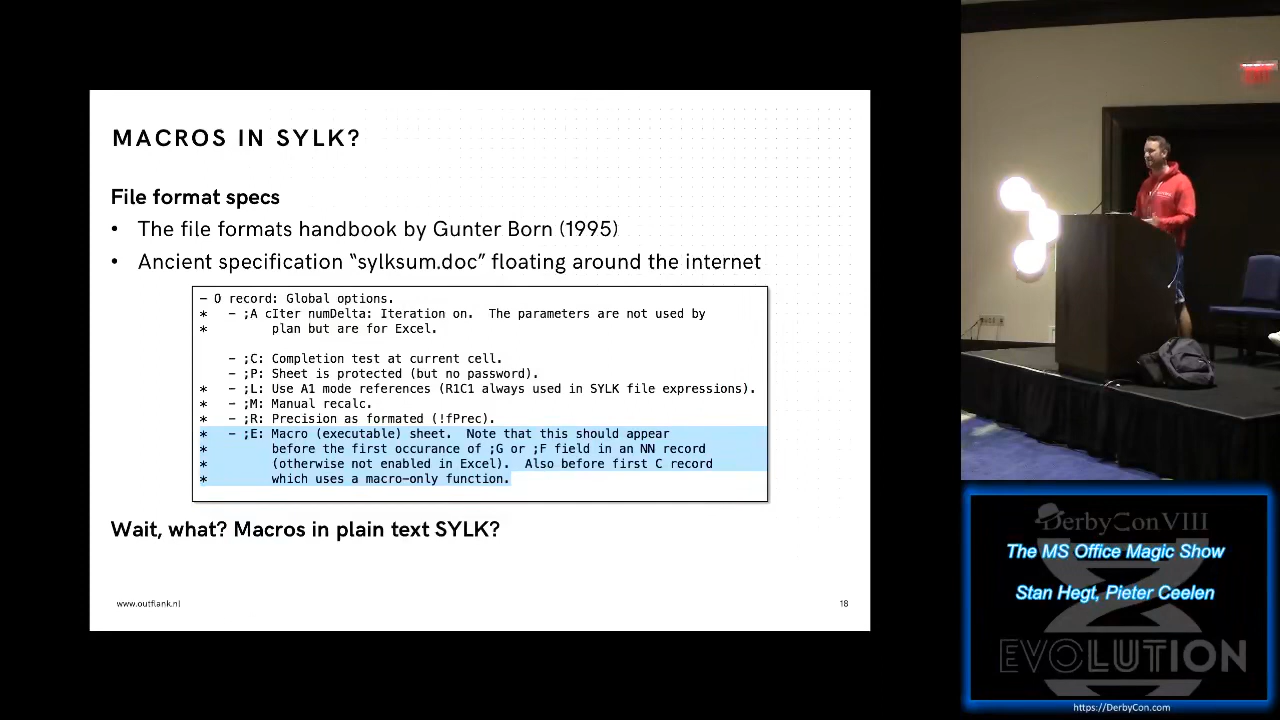 MACROS IN SYLK?
File format specs
• The file formats handbook by Gunter Born (1995)
• Ancient specification “sylksum.doc” floating around the internet
– O record: Global options.
* – ;A cIter numDelta: Iteration on. The parameters are not used by
* plan but are for Excel.
– ;C: Completion test at current cell.
– ;P: Sheet is protected (but no password).
* – ;L: Use A1 mode references (R1C1 always used in SYLK file expressions).
* – ;M: Manual recalc.
* – ;R: Precision as formated (!fPrec).
* – ;E: Macro (executable) sheet. Note that this should appear
* before the first occurance of ;G or ;F field in an NN record
* (otherwise not enabled in Excel). Also before first C record
* which uses a macro–only function.
Wait, what? Macros in plain text SYLK?
www.outflank.nl
18
DerbyCon VIII
The MS Office Magic Show
Stan Hegt, Pieter Ceelen
EVOLUTION
https://DerbyCon.com